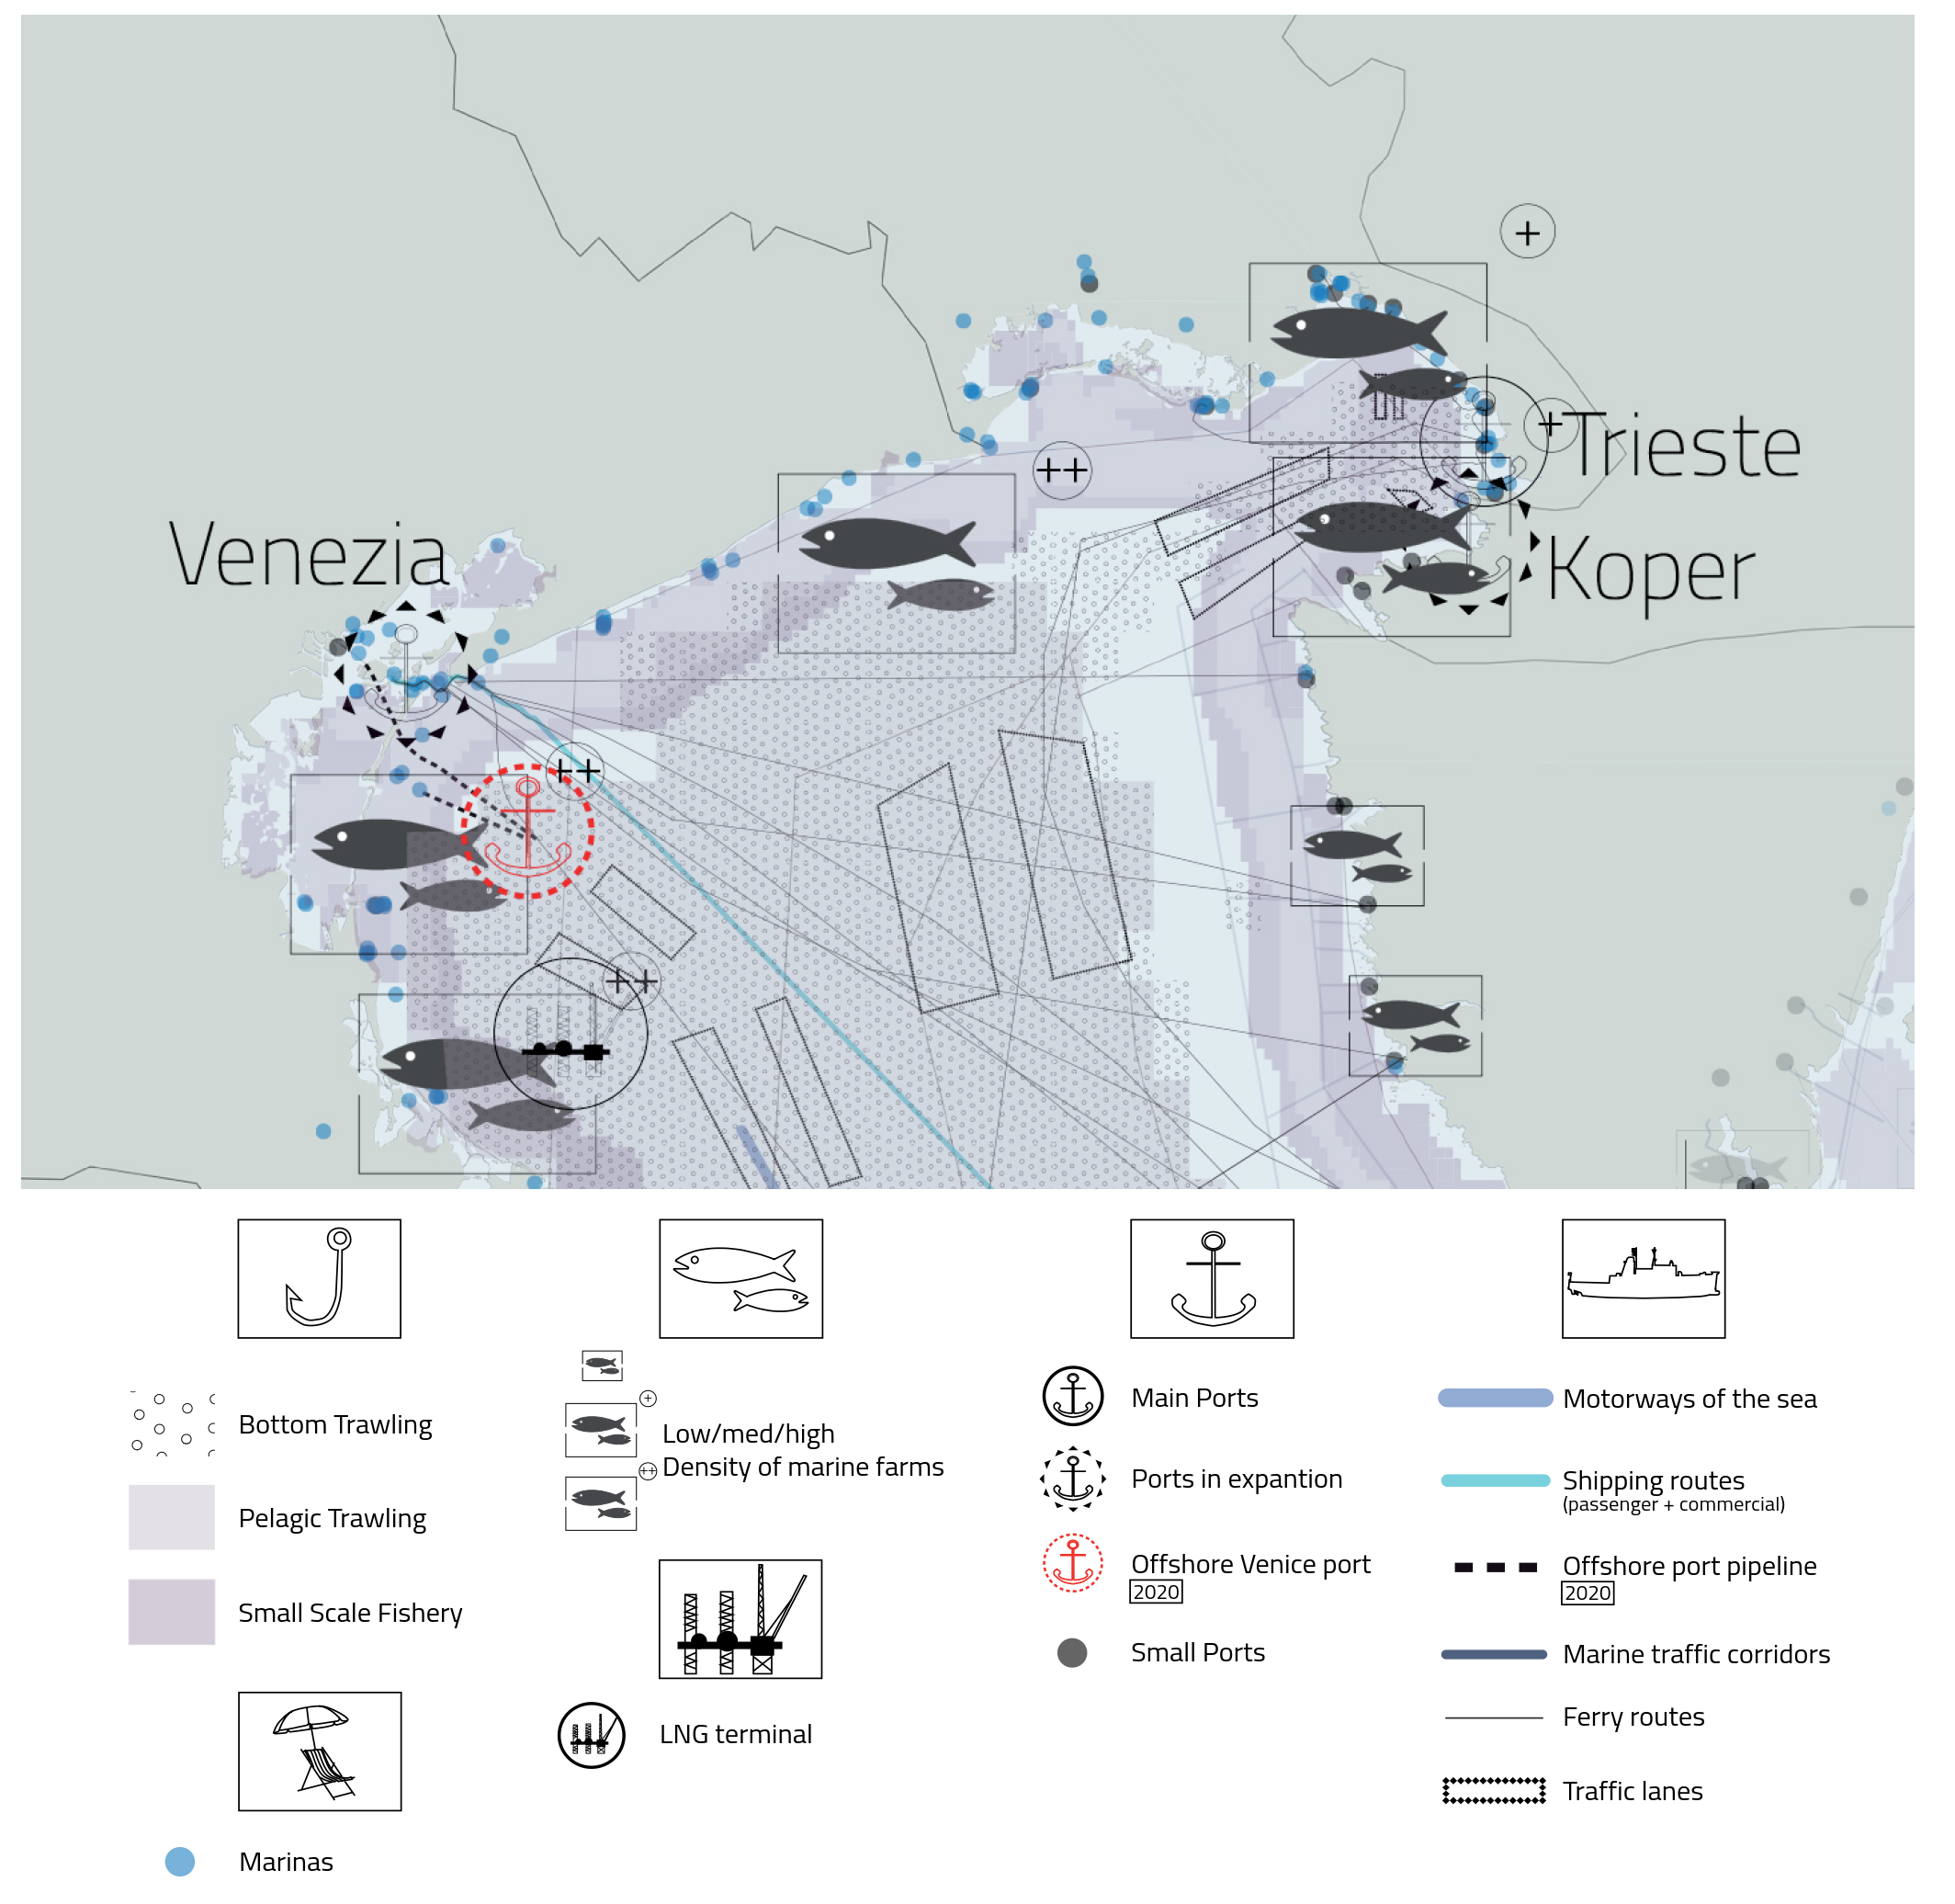 +
Trieste
++
Venezia
+
Koper
++
++
Bottom Trawling
Pelagic Trawling
Small Scale Fishery
Marinas
+
Low/med/high
++
Density of marine farms
LNG terminal
Main Ports
Ports in expantion
Offshore Venice port
2020
Small Ports
Motorways of the sea
Shipping routes
(passenger + commercial)
Offshore port pipeline
2020
Marine traffic corridors
Ferry routes
Traffic lanes